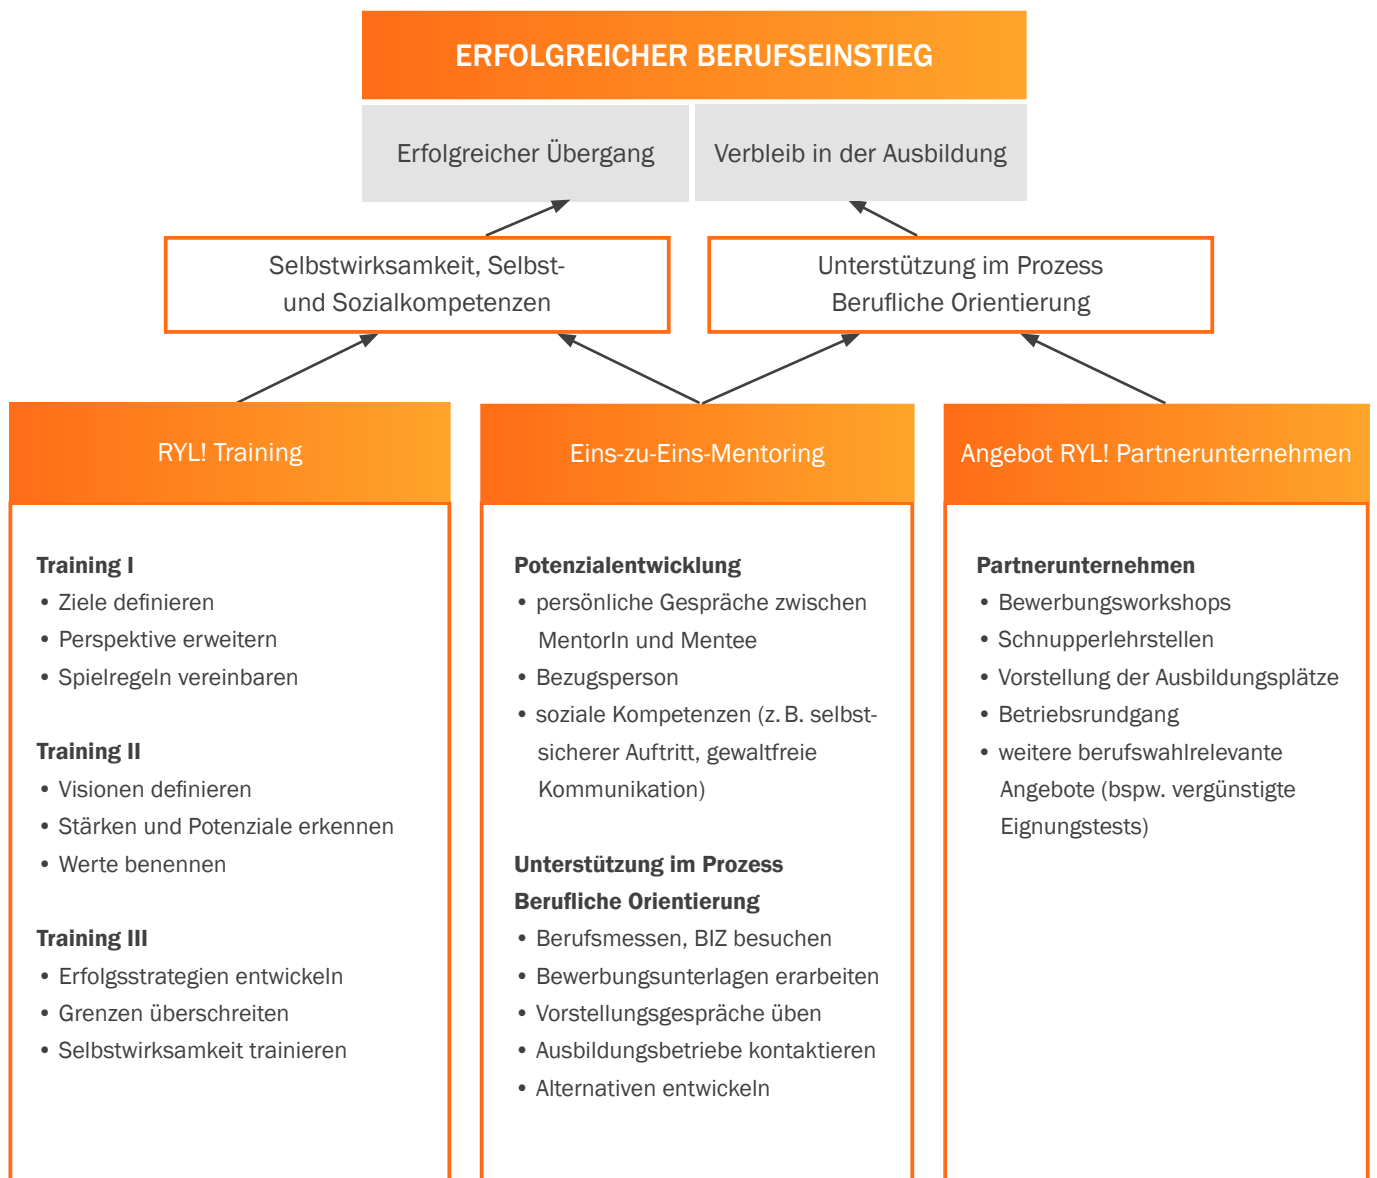 ERFOLGREICHER BERUFSEINSTIEG
Erfolgreicher Übergang
Verbleib in der Ausbildung
Selbstwirksamkeit, Selbst-
und Sozialkompetenzen
Unterstützung im Prozess
Berufliche Orientierung
RYL! Training
Training I
• Ziele definieren
• Perspektive erweitern
• Spielregeln vereinbaren
Training II
• Visionen definieren
• Stärken und Potenziale erkennen
• Werte benennen
Training III
• Erfolgsstrategien entwickeln
• Grenzen überschreiten
• Selbstwirksamkeit trainieren
Eins-zu-Eins-Mentoring
Potenzialentwicklung
• persönliche Gespräche zwischen
MentorIn und Mentee
• Bezugsperson
• soziale Kompetenzen (z. B. selbst-
sicherer Auftritt, gewaltfreie
Kommunikation)
Unterstützung im Prozess
Berufliche Orientierung
• Berufsmessen, BIZ besuchen
• Bewerbungsunterlagen erarbeiten
• Vorstellungsgespräche üben
• Ausbildungsbetriebe kontaktieren
• Alternativen entwickeln
Angebot RYL! Partnerunternehmen
Partnerunternehmen
• Bewerbungsworkshops
• Schnupperlehrstellen
• Vorstellung der Ausbildungsplätze
• Betriebsrundgang
• weitere berufswahlrelevante
Angebote (bspw. vergünstigte
Eignungstests)